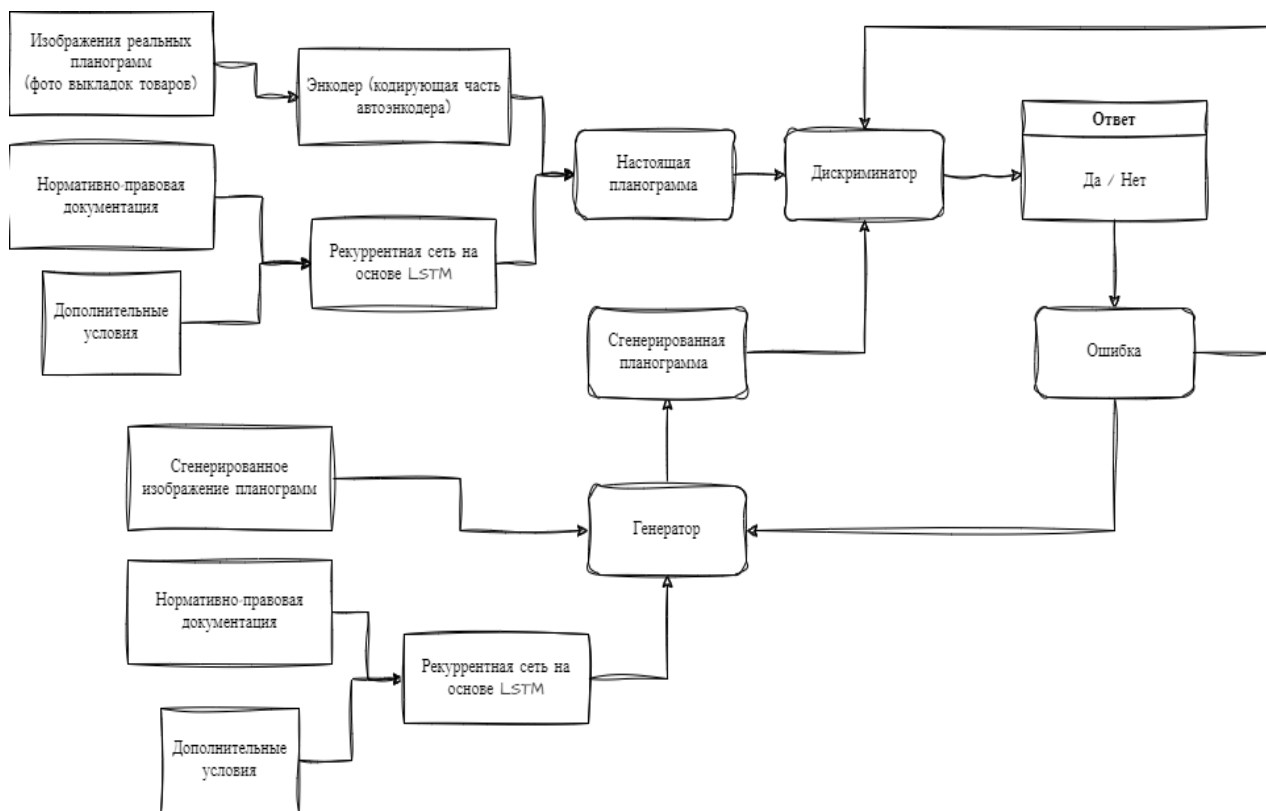 Изображения реальных
планограмм
(фото выкладок товаров)
Энкодер (кодирующая часть
автоэнкодера)
Нормативно-правовая
документация
Рекуррентная сеть на
основе LSTM
Дополнительные
условия
Настоящая
планограмма
Дискриминатор
Ответ
Да / Нет
Ошибка
Сгенерированная
планограмма
Сгенерированное
изображение планограмм
Генератор
Нормативно-правовая
документация
Рекуррентная сеть на
основе LSTM
Дополнительные
условия